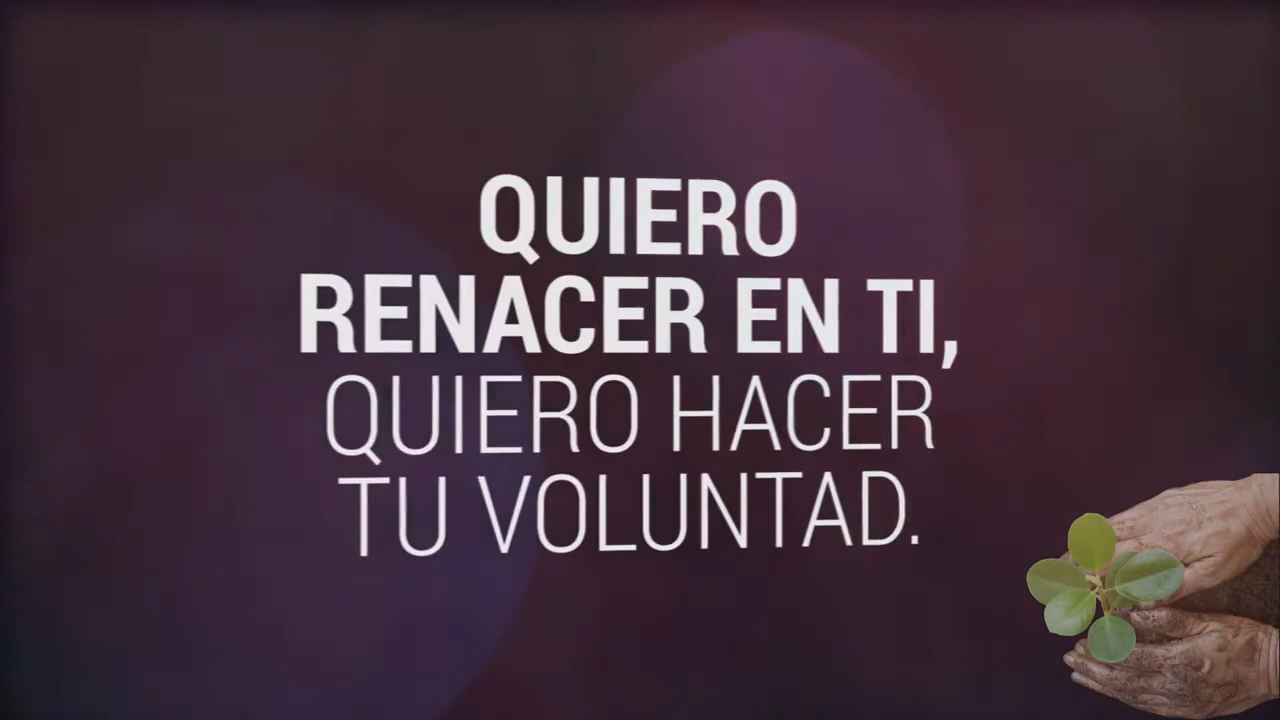 QUIERO
RENACER EN TI,
QUIERO HACER
TU VOLUNTAD.